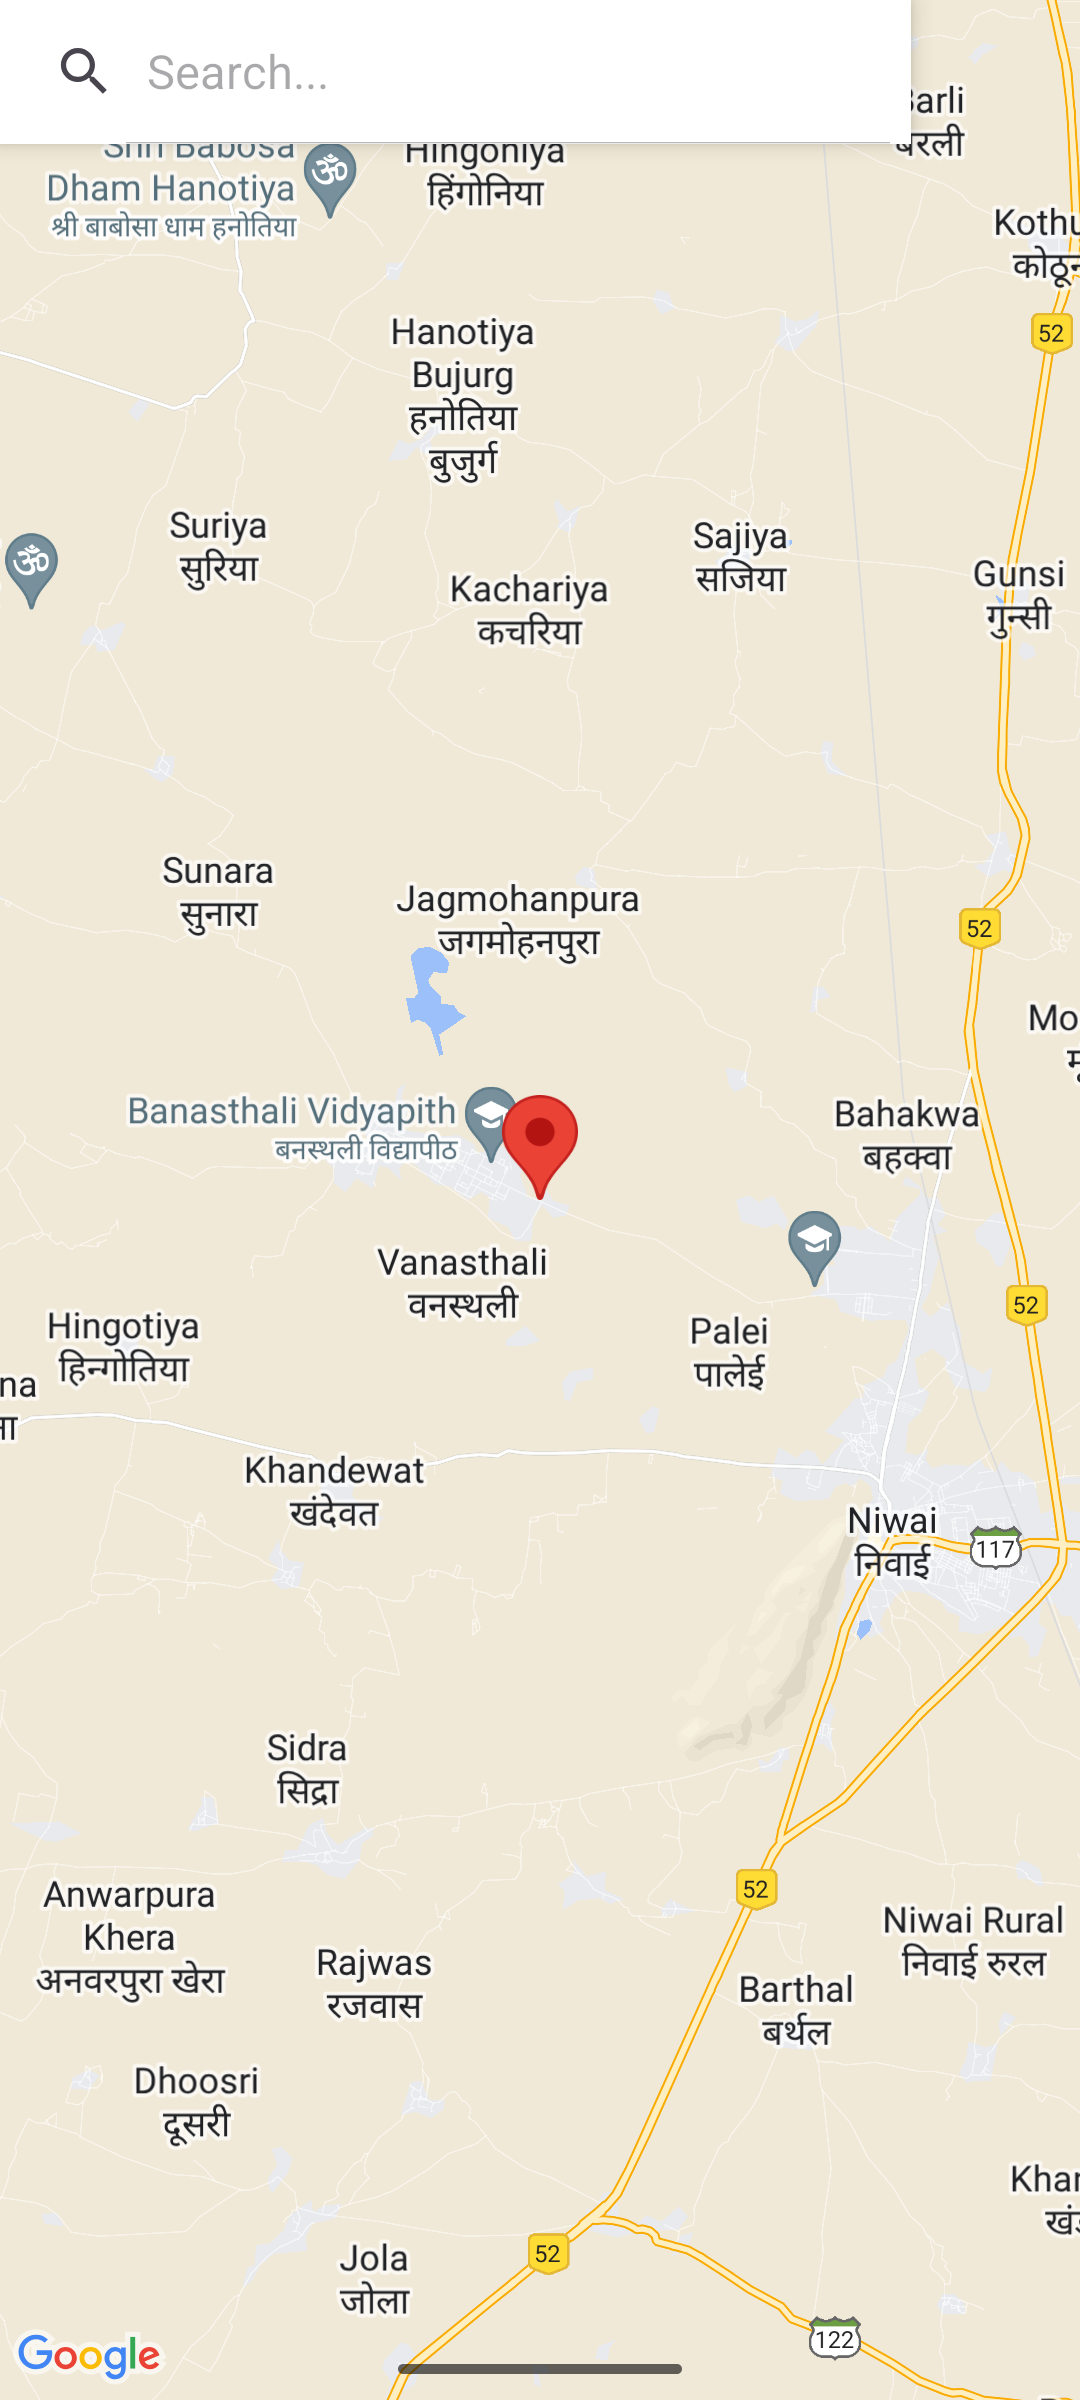 Search...
Shri Babosa
Dham Hanotiya
श्री बाबोसा धाम हनोतिया
Hingoniya
हिंगोनिया
Barli
बरली
Kothu
कोठून
52
Hanotiya
Bujurg
हनोतिया
बुजुर्ग
Suriya
सुरिया
Sajiya
सजिया
Kachariya
कचरिया
Gunsi
गुन्सी
Sunara
सुनारा
Jagmohanpura
जगमोहनपुरा
52
Mo
Banasthali Vidyapith
बनस्थली विद्यापीठ
Bahakwa
बहक्वा
Vanasthali
वनस्थली
52
Hingotiya
हिन्गोतिया
Palei
पालेई
na
Khandewat
खंदेवत
Niwai
निवाई
117
Sidra
सिद्रा
52
Anwarpura
Khera
अनवरपुरा खेरा
Rajwas
रजवास
Niwai Rural
निवाई रुरल
Barthal
बर्थल
Dhoosri
दूसरी
Khar
Jola
जोला
52
122
Google